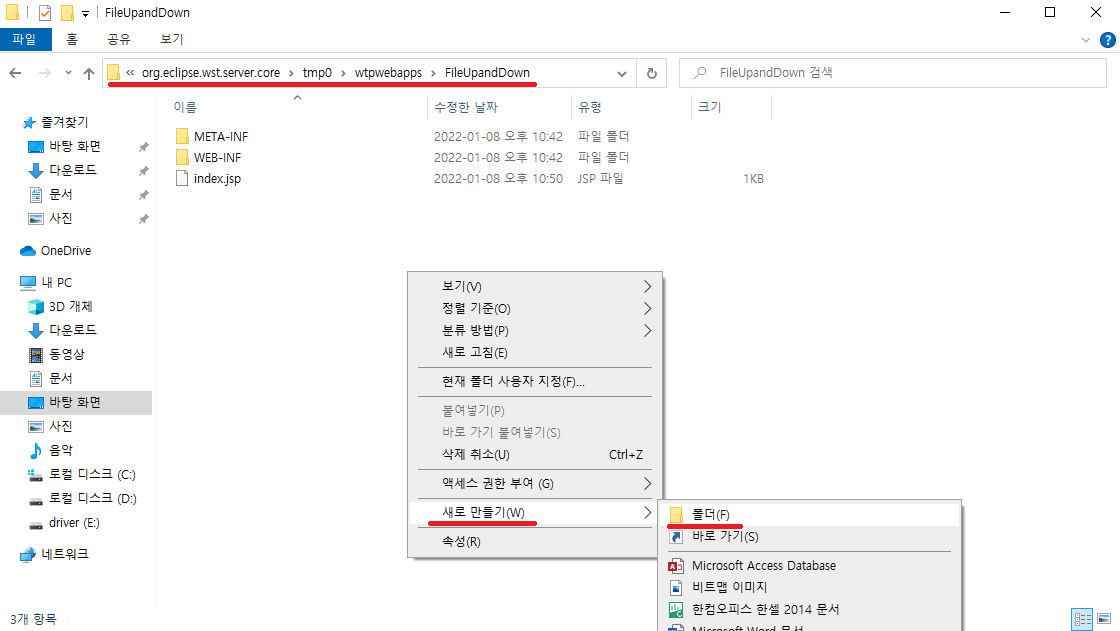 FileUpandDown
파일 홈 공유 보기
« org.eclipse.wst.server.core › tmp0 › wtpwebapps › FileUpandDown
FileUpandDown 검색
이름 수정한 날짜 유형 크기
META-INF 2022-01-08 오후 10:42 파일 폴더
WEB-INF 2022-01-08 오후 10:42 파일 폴더
index.jsp 2022-01-08 오후 10:50 JSP 파일 1KB
즐겨찾기
바탕 화면
다운로드
문서
사진
OneDrive
내 PC
3D 개체
다운로드
동영상
문서
바탕 화면
사진
음악
로컬 디스크 (C:)
로컬 디스크 (D:)
driver (E:)
네트워크
보기(V)
정렬 기준(O)
분류 방법(P)
새로 고침(E)
현재 폴더 사용자 지정(F)...
붙여넣기(P)
바로 가기 붙여넣기(S)
삭제 취소(U) Ctrl+Z
액세스 권한 부여 (G)
새로 만들기(W)
속성(R)
폴더(F)
바로 가기(S)
Microsoft Access Database
비트맵 이미지
한컴오피스 한셀 2014 문서
Microsoft Word 문서
3개 항목